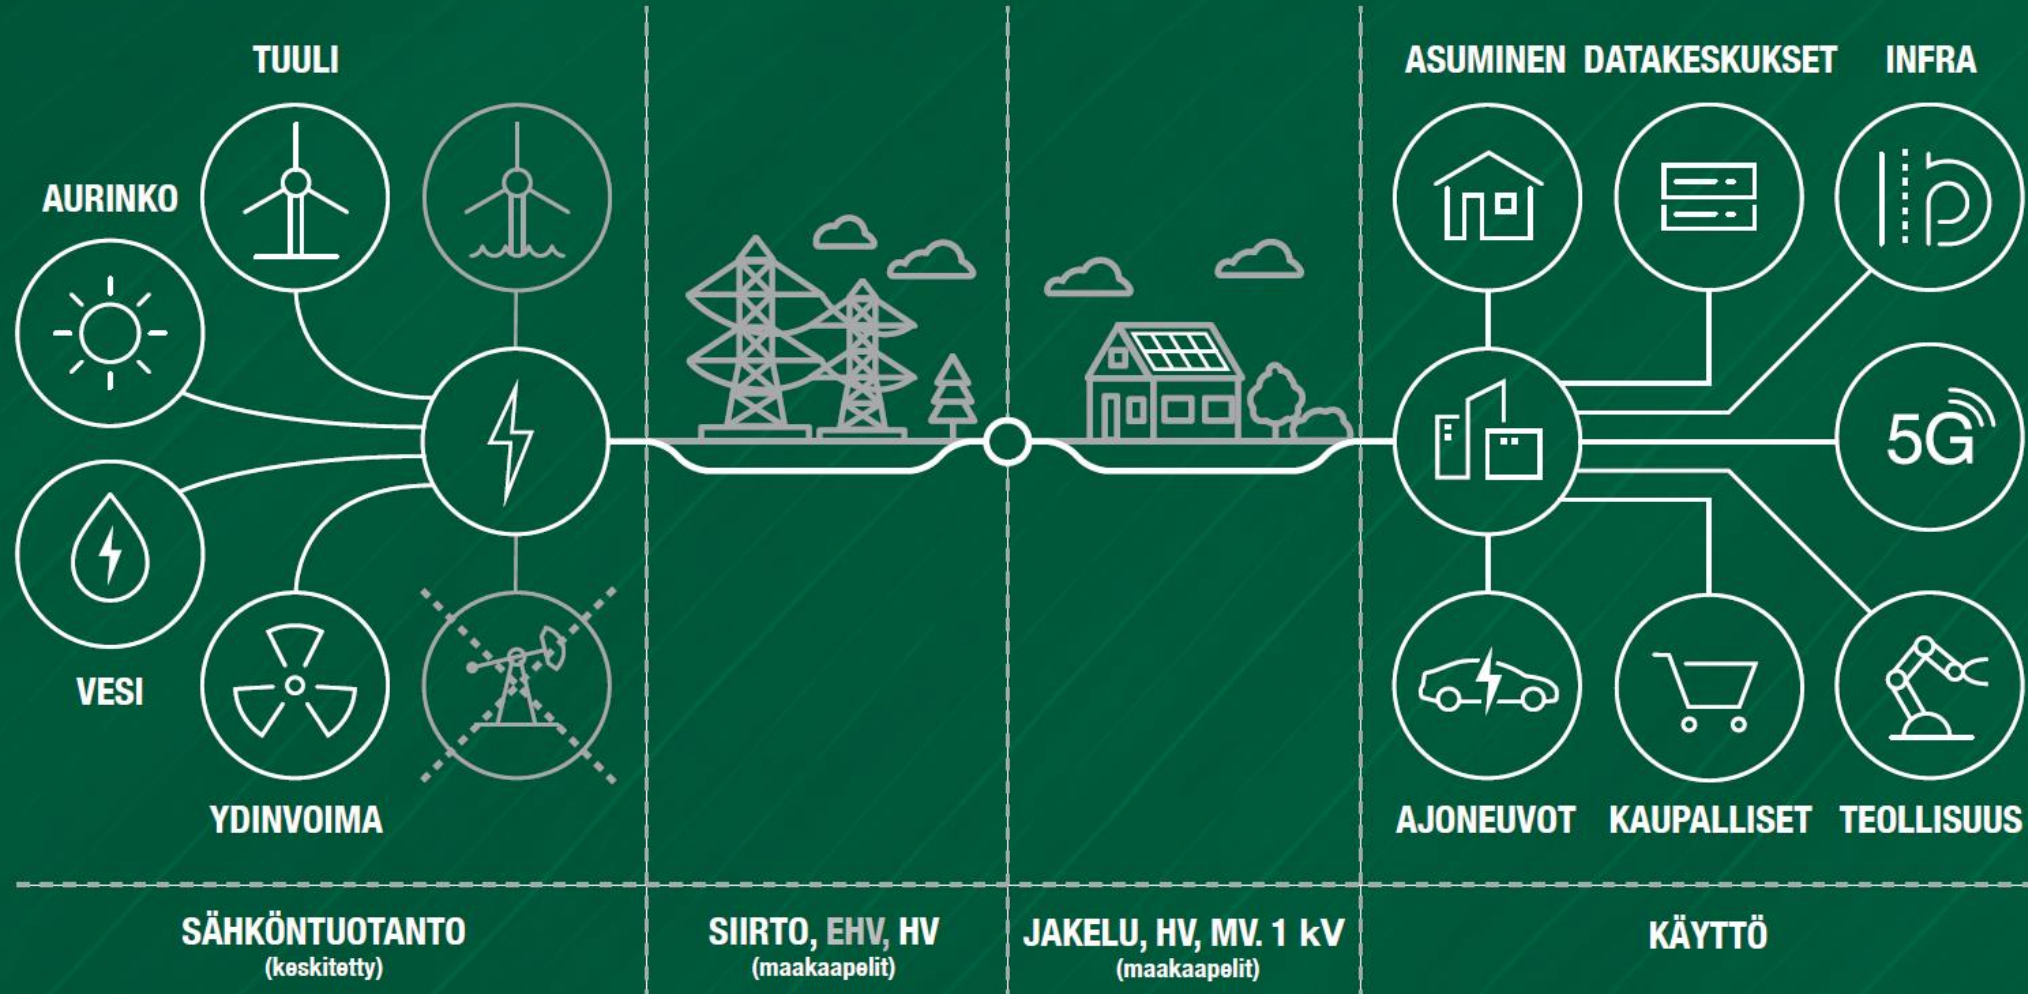 TUULI
AURINKO
VESI
YDINVOIMA
ASUMINEN
DATAKESKUKSET
INFRA
5G
AJONEUVOT
KAUPALLISET
TEOLLISUUS
SÄHKÖNTUOTANTO
(keskitetty)
SIIRTO, EHV, HV
(maakaapelit)
JAKELU, HV, MV. 1 kV
(maakaapelit)
KÄYTTÖ